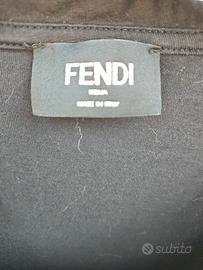 FENDI
ROMA
MADE IN ITALY
subito